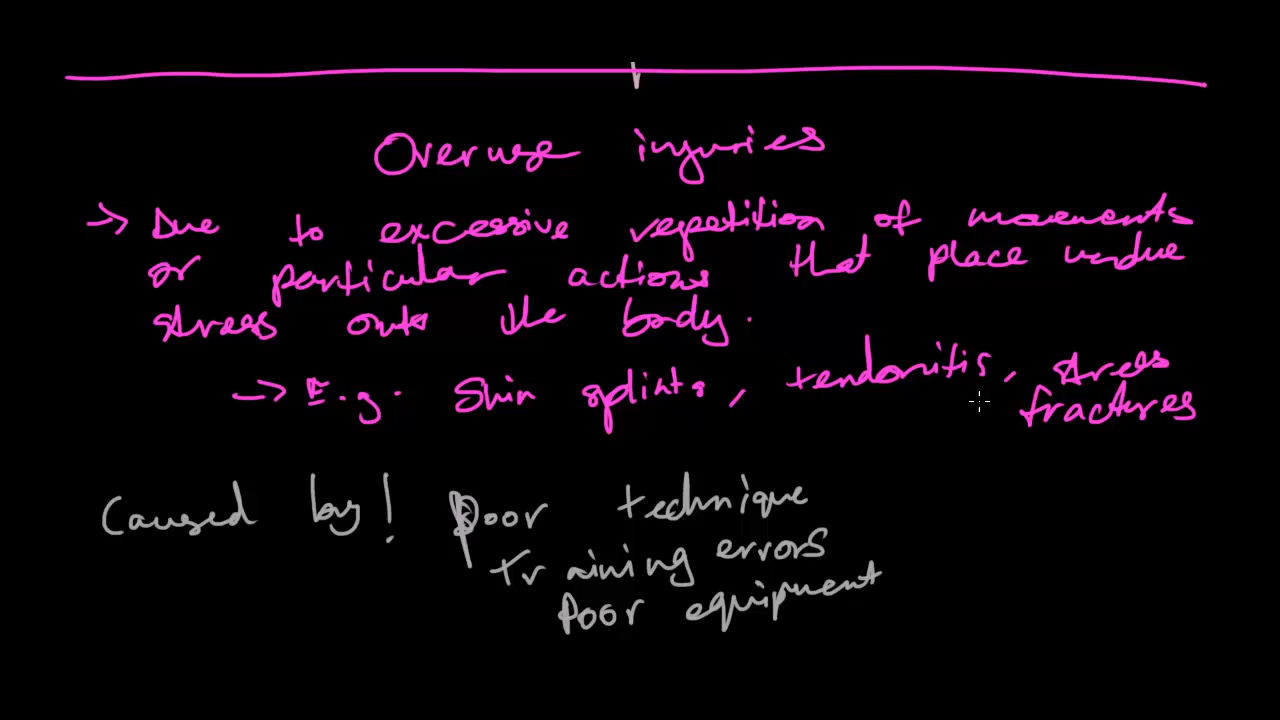 Overuse injuries
→ Due to excessive repetition of movements
or particular actions that place undue
stress onto the body.
→ E.g. Shin splints, tendonitis, stress
fractures
Caused by! Poor technique
Training errors
Poor equipment